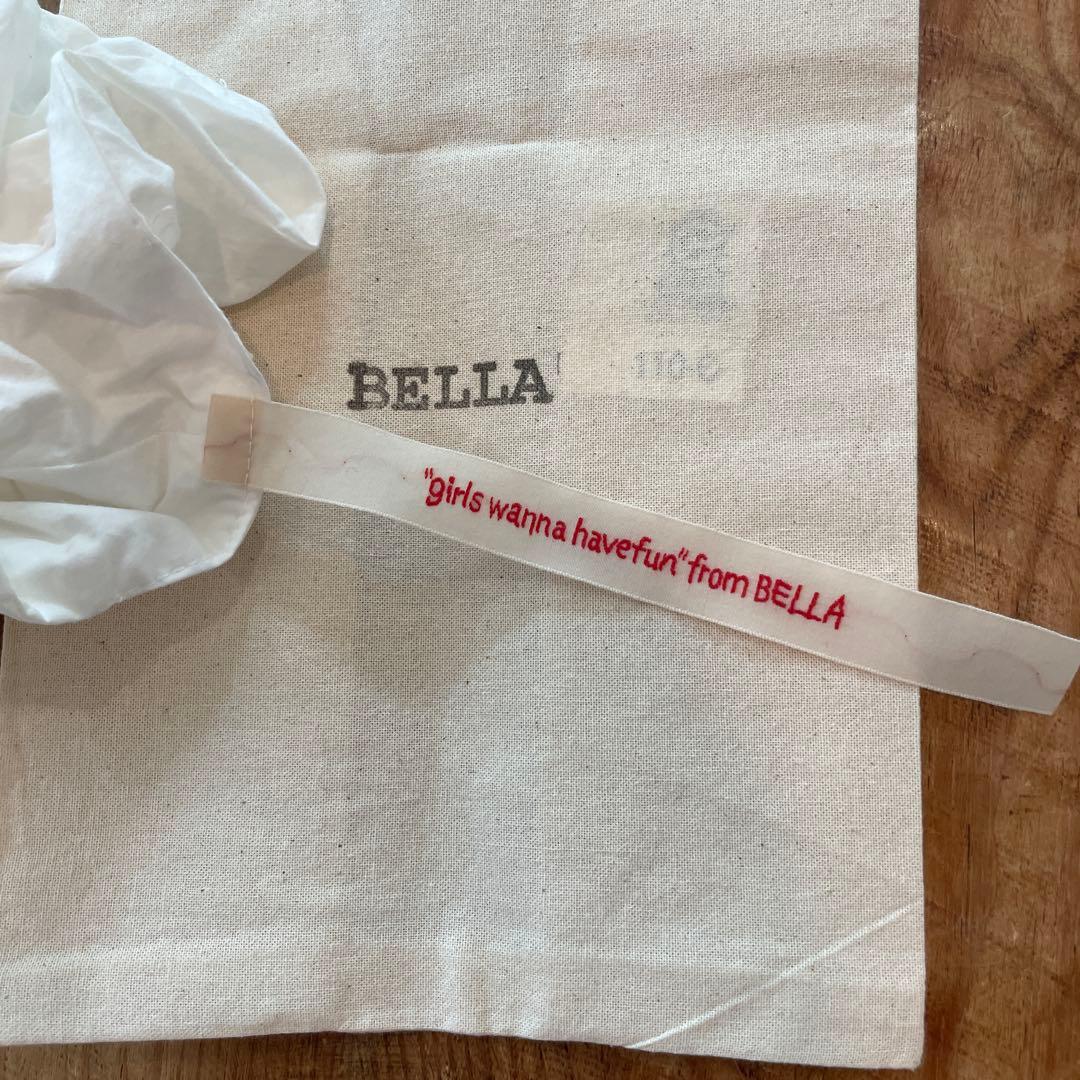 BELLA
110-
"girls wanna havefun" from BELLA